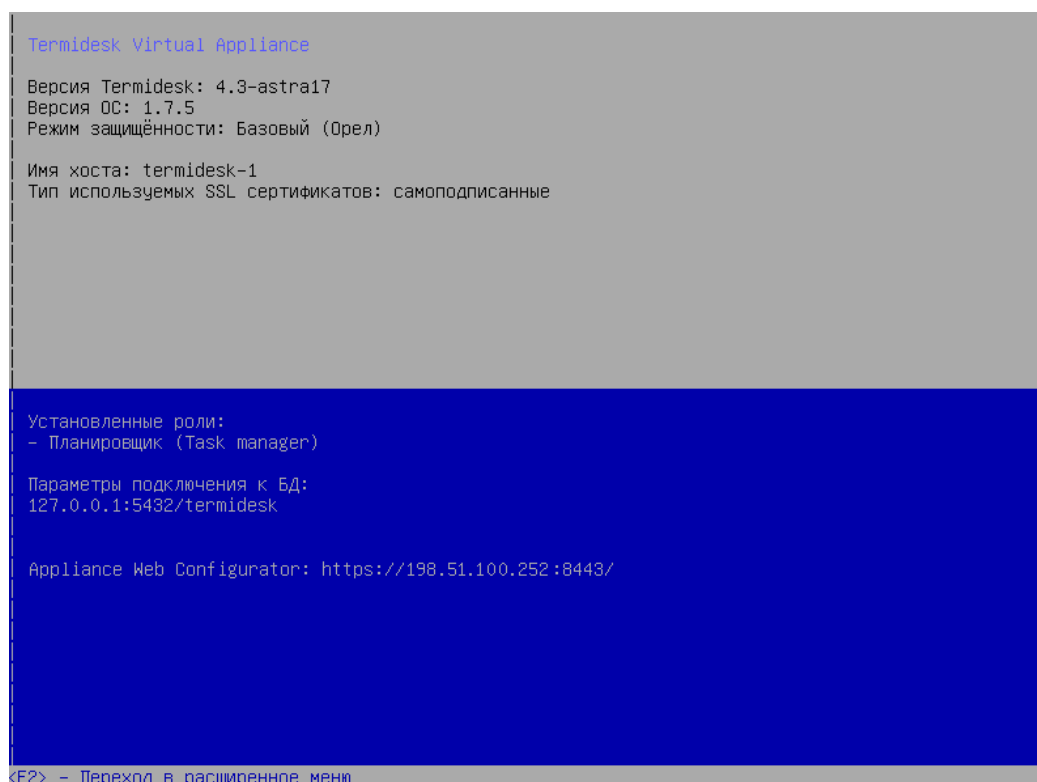 Termidesk Virtual Appliance
Версия Termidesk: 4.3-astra17
Версия ОС: 1.7.5
Режим защищённости: Базовый (Орел)
Имя хоста: termidesk-1
Тип используемых SSL сертификатов: самоподписанные
Установленные роли:
- Планировщик (Task manager)
Параметры подключения к БД:
127.0.0.1:5432/termidesk
Appliance Web Configurator: https://198.51.100.252:8443/
<F2> - Переход в расширенное меню